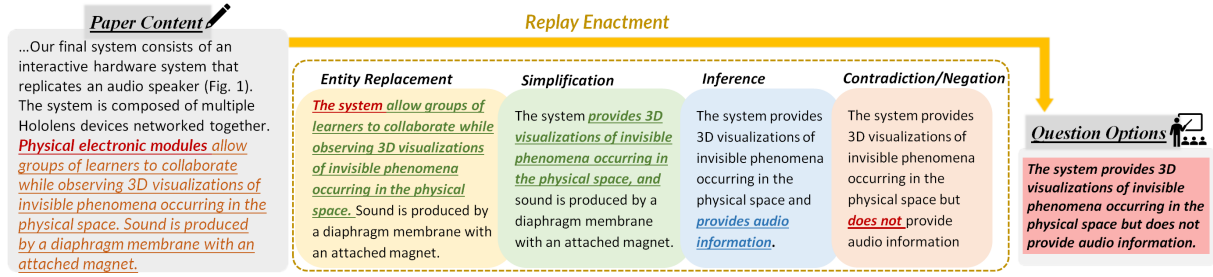 Replay Enactment
Paper Content
...Our final system consists of an
interactive hardware system that
replicates an audio speaker (Fig. 1).
The system is composed of multiple
Hololens devices networked together.
Physical electronic modules allow
groups of learners to collaborate
while observing 3D visualizations of
invisible phenomena occurring in the
physical space. Sound is produced
by a diaphragm membrane with an
attached magnet.
Entity Replacement
The system allow groups of
learners to collaborate while
observing 3D visualizations
of invisible phenomena
occurring in the physical
space. Sound is produced by
a diaphragm membrane with
an attached magnet.
Simplification
The system provides 3D
visualizations of invisible
phenomena occurring in
the physical space, and
sound is produced by a
diaphragm membrane
with an attached magnet.
Inference
The system provides
3D visualizations of
invisible phenomena
occurring in the
physical space and
provides audio
information.
Contradiction/Negation
The system provides
3D visualizations of
invisible phenomena
occurring in the
physical space but
does not provide
audio information
Question Options
The system provides 3D
visualizations of invisible
phenomena occurring in the
physical space but does not
provide audio information.